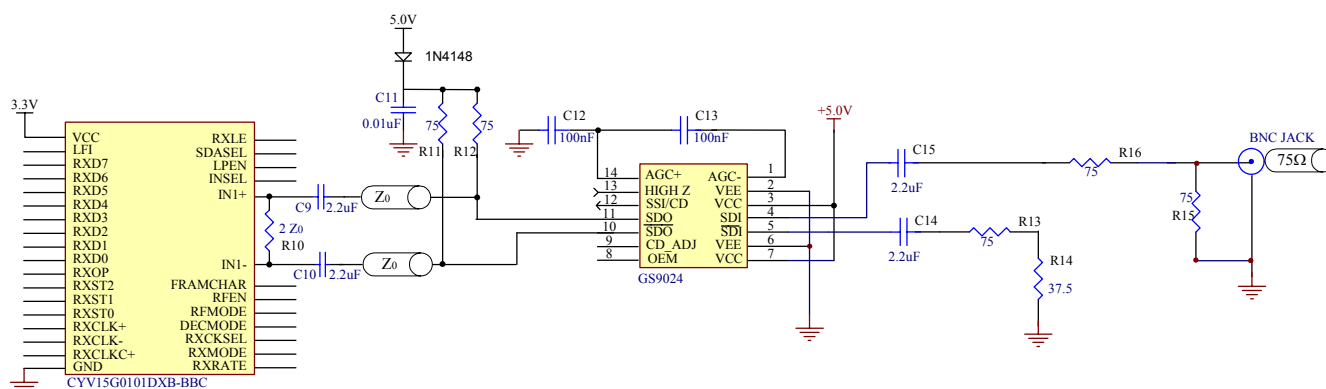 5.0V
1N4148
3.3V
C11
0.01uF
75
75
R11
R12
C12
100nF
C13
100nF
+5.0V
BNC JACK
75Ω
C15
2.2uF
R16
75
75
R15
VCC
LFI
RXD7
RXD6
RXD5
RXD4
RXD3
RXD2
RXD1
RXD0
RXOP
RXST2
RXST1
RXST0
RXCLK+
RXCLK-
RXCLKC+
GND
RXLE
SDASEL
LPEN
INSEL
IN1+
IN1-
FRAMCHAR
RFEN
RFMODE
DECMODE
RXCKSEL
RXMODE
RXRATE
CYV15G0101DXB-BBC
C9
2.2uF
Z0
2 Z0
R10
C10
2.2uF
Z0
14 AGC+
13 HIGH Z
12 SSI/CD
11 SDO
10 SDO
9 CD_ADJ
8 OEM
AGC- 1
VEE 2
VCC 3
SDI 4
SDI 5
VEE 6
VCC 7
GS9024
C14
2.2uF
R13
75
R14
37.5